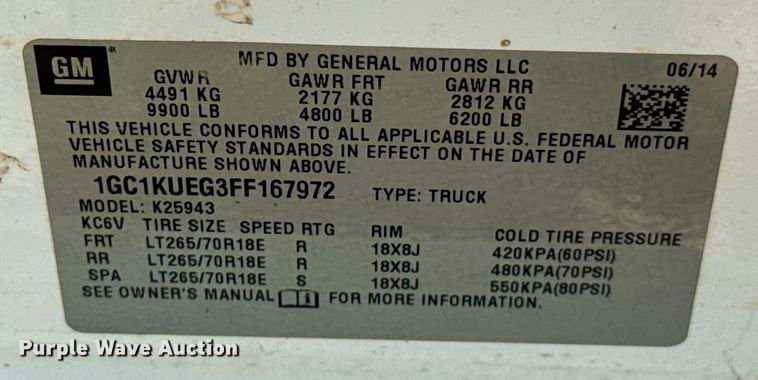 GM
MFD BY GENERAL MOTORS LLC 06/14
GVWR GAWR FRT GAWR RR
4491 KG 2177 KG 2812 KG
9900 LB 4800 LB 6200 LB
THIS VEHICLE CONFORMS TO ALL APPLICABLE U.S. FEDERAL MOTOR
VEHICLE SAFETY STANDARDS IN EFFECT ON THE DATE OF
MANUFACTURE SHOWN ABOVE.
1GC1KUEG3FF167972 TYPE: TRUCK
MODEL: K25943
KC6V TIRE SIZE SPEED RTG RIM COLD TIRE PRESSURE
FRT LT265/70R18E R 18X8J 420KPA(60PSI)
RR LT265/70R18E R 18X8J 480KPA(70PSI)
SPA LT265/70R18E S 18X8J 550KPA(80PSI)
SEE OWNER'S MANUAL FOR MORE INFORMATION.
Purple Wave Auction